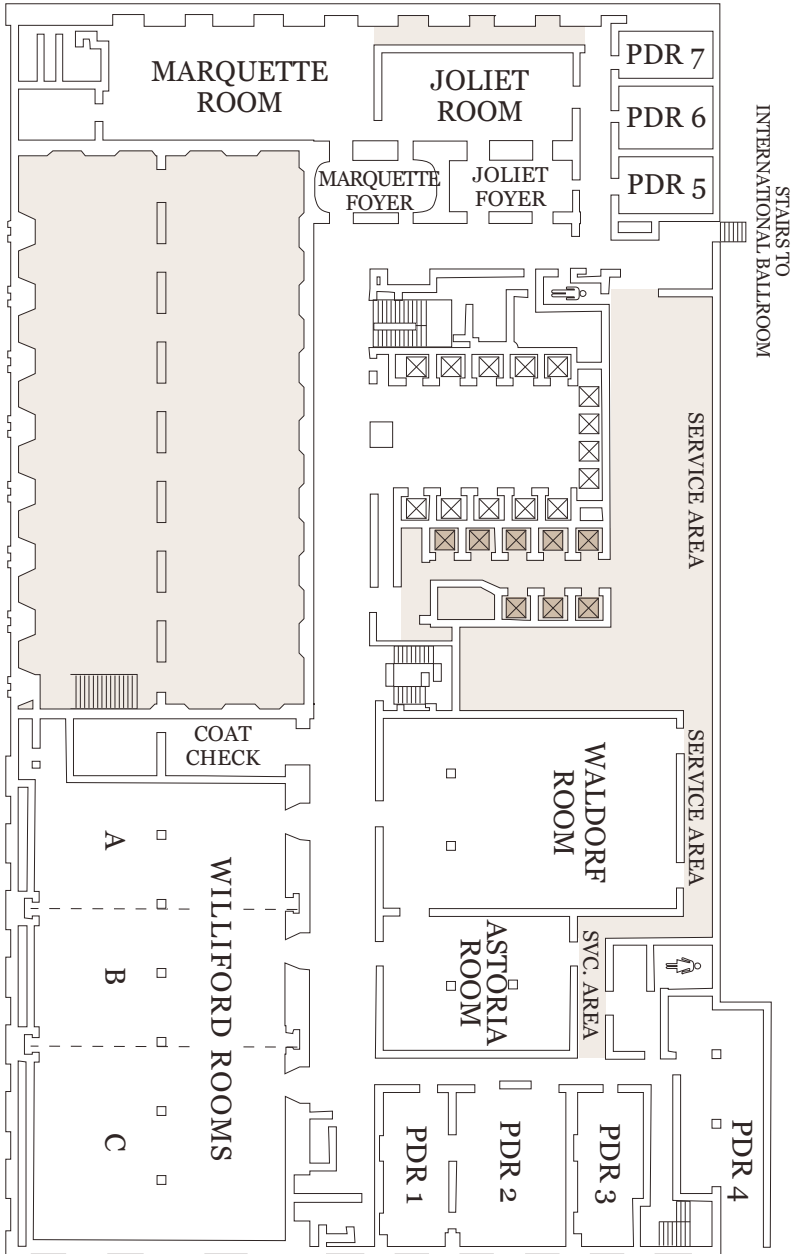 MARQUETTE
ROOM
JOLIET
ROOM
PDR 7
PDR 6
PDR 5
MARQUETTE
FOYER
JOLIET
FOYER
STAIRS TO
INTERNATIONAL BALLROOM
SERVICE AREA
COAT
CHECK
WALDORF
ROOM
SERVICE AREA
A
B
C
WILLIFORD ROOMS
ASTORIA
ROOM
SVC. AREA
PDR 1
PDR 2
PDR 3
PDR 4